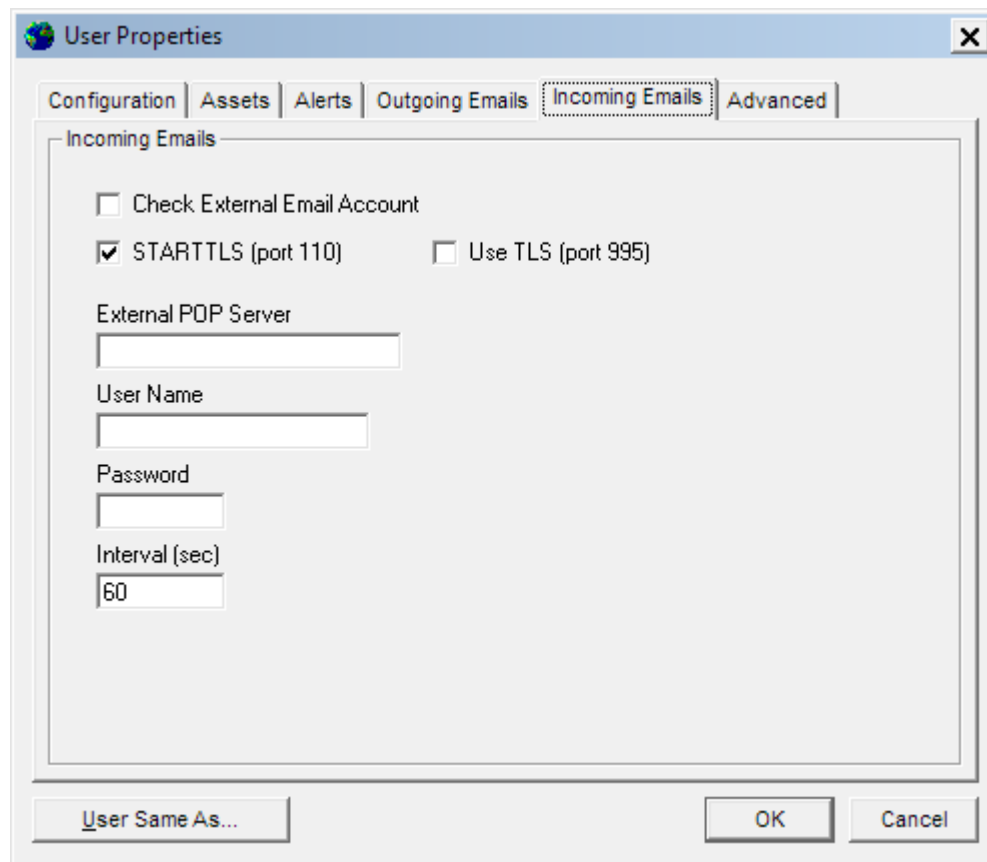 User Properties
Configuration Assets Alerts Outgoing Emails Incoming Emails Advanced
Incoming Emails
Check External Email Account
STARTTLS (port 110) Use TLS (port 995)
External POP Server
User Name
Password
Interval (sec)
60
User Same As... OK Cancel